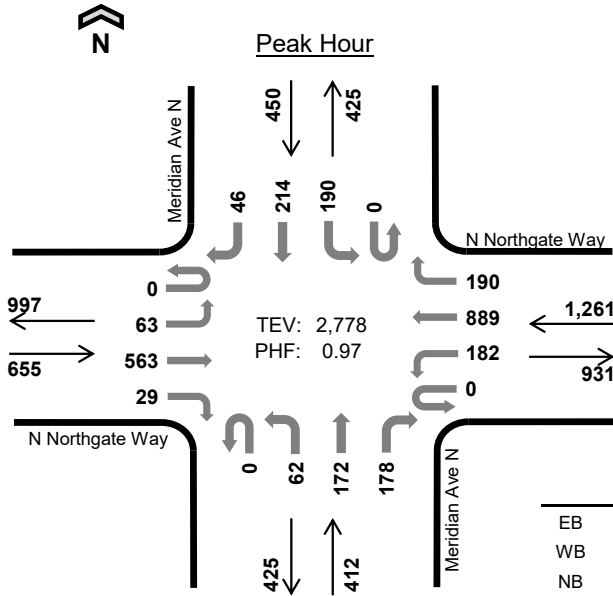 N
Peak Hour
Meridian Ave N
450
425
46
214
190
0
N Northgate Way
0
190
997
63
TEV: 2,778
889
1,261
PHF: 0.97
655
563
182
931
29
0
N Northgate Way
0
62
172
178
Meridian Ave N
425
412
EB
WB
NB